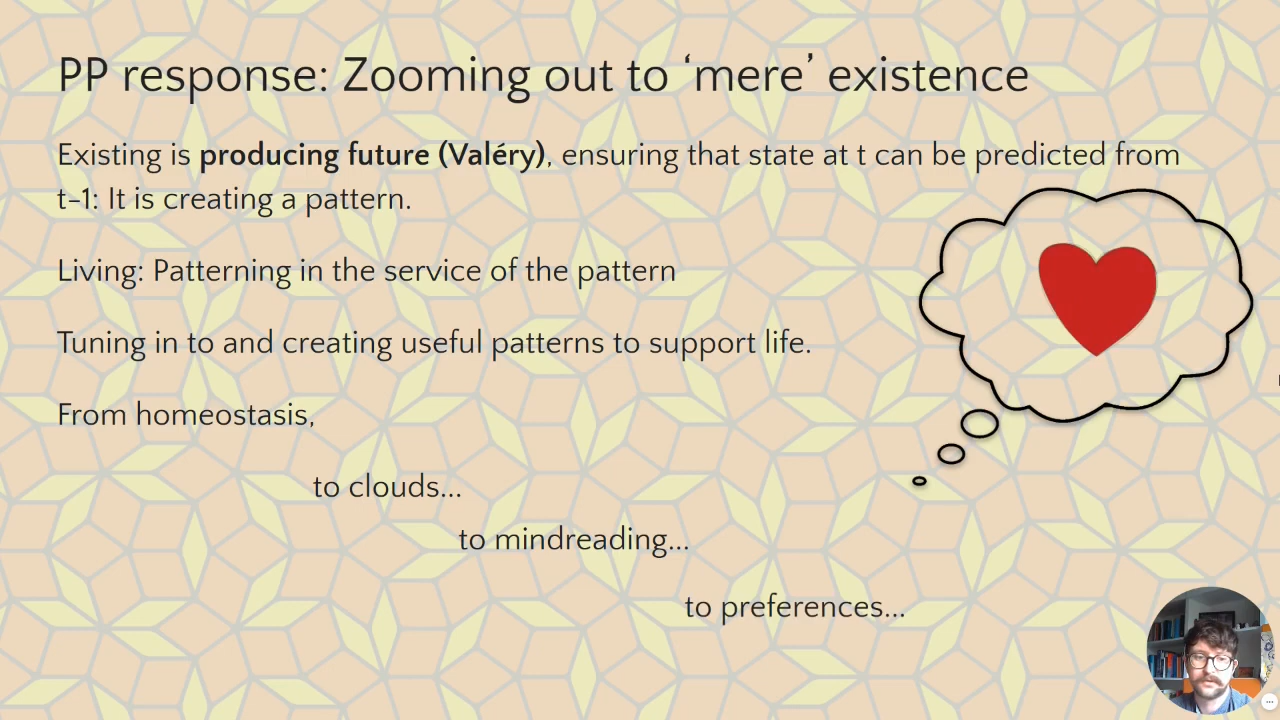 PP response: Zooming out to ‘mere’ existence
Existing is producing future (Valéry), ensuring that state at t can be predicted from
t-1: It is creating a pattern.
Living: Patterning in the service of the pattern
Tuning in to and creating useful patterns to support life.
From homeostasis,
to clouds...
to mindreading...
to preferences...